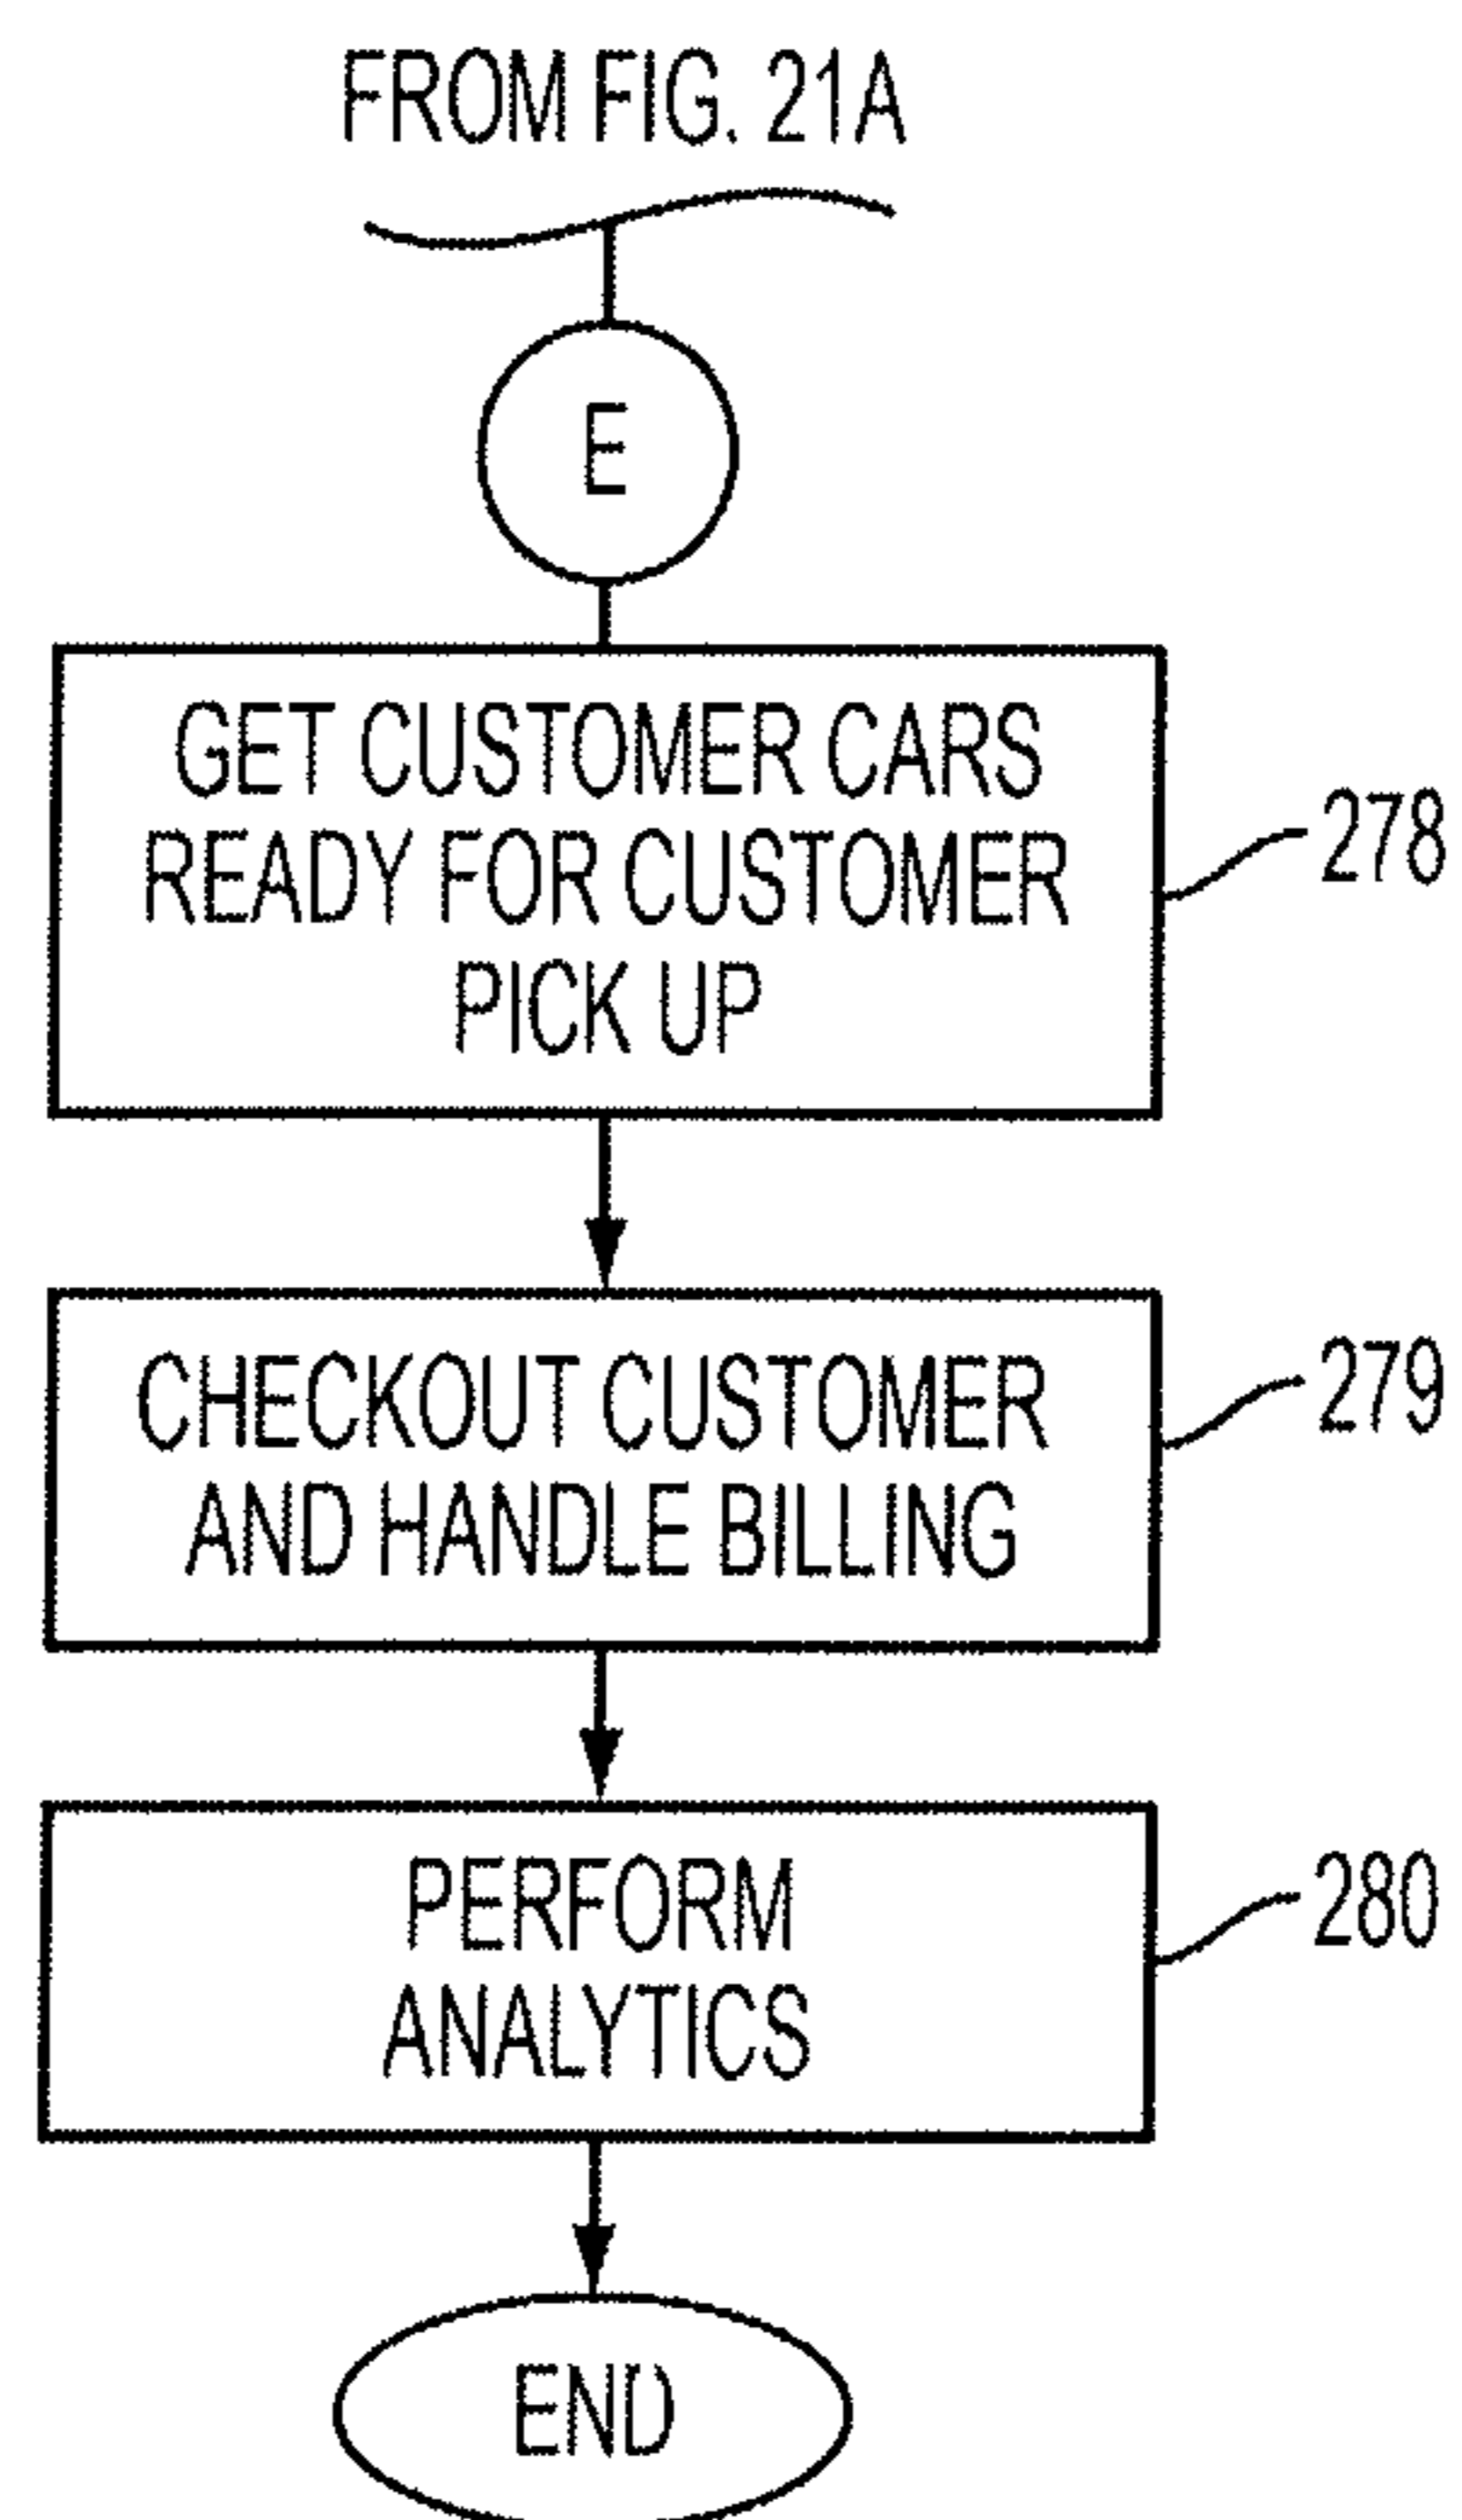 FROM FIG. 21A
E
GET CUSTOMER CARS
READY FOR CUSTOMER
PICK UP
278
CHECKOUT CUSTOMER
AND HANDLE BILLING
279
PERFORM
ANALYTICS
280
END